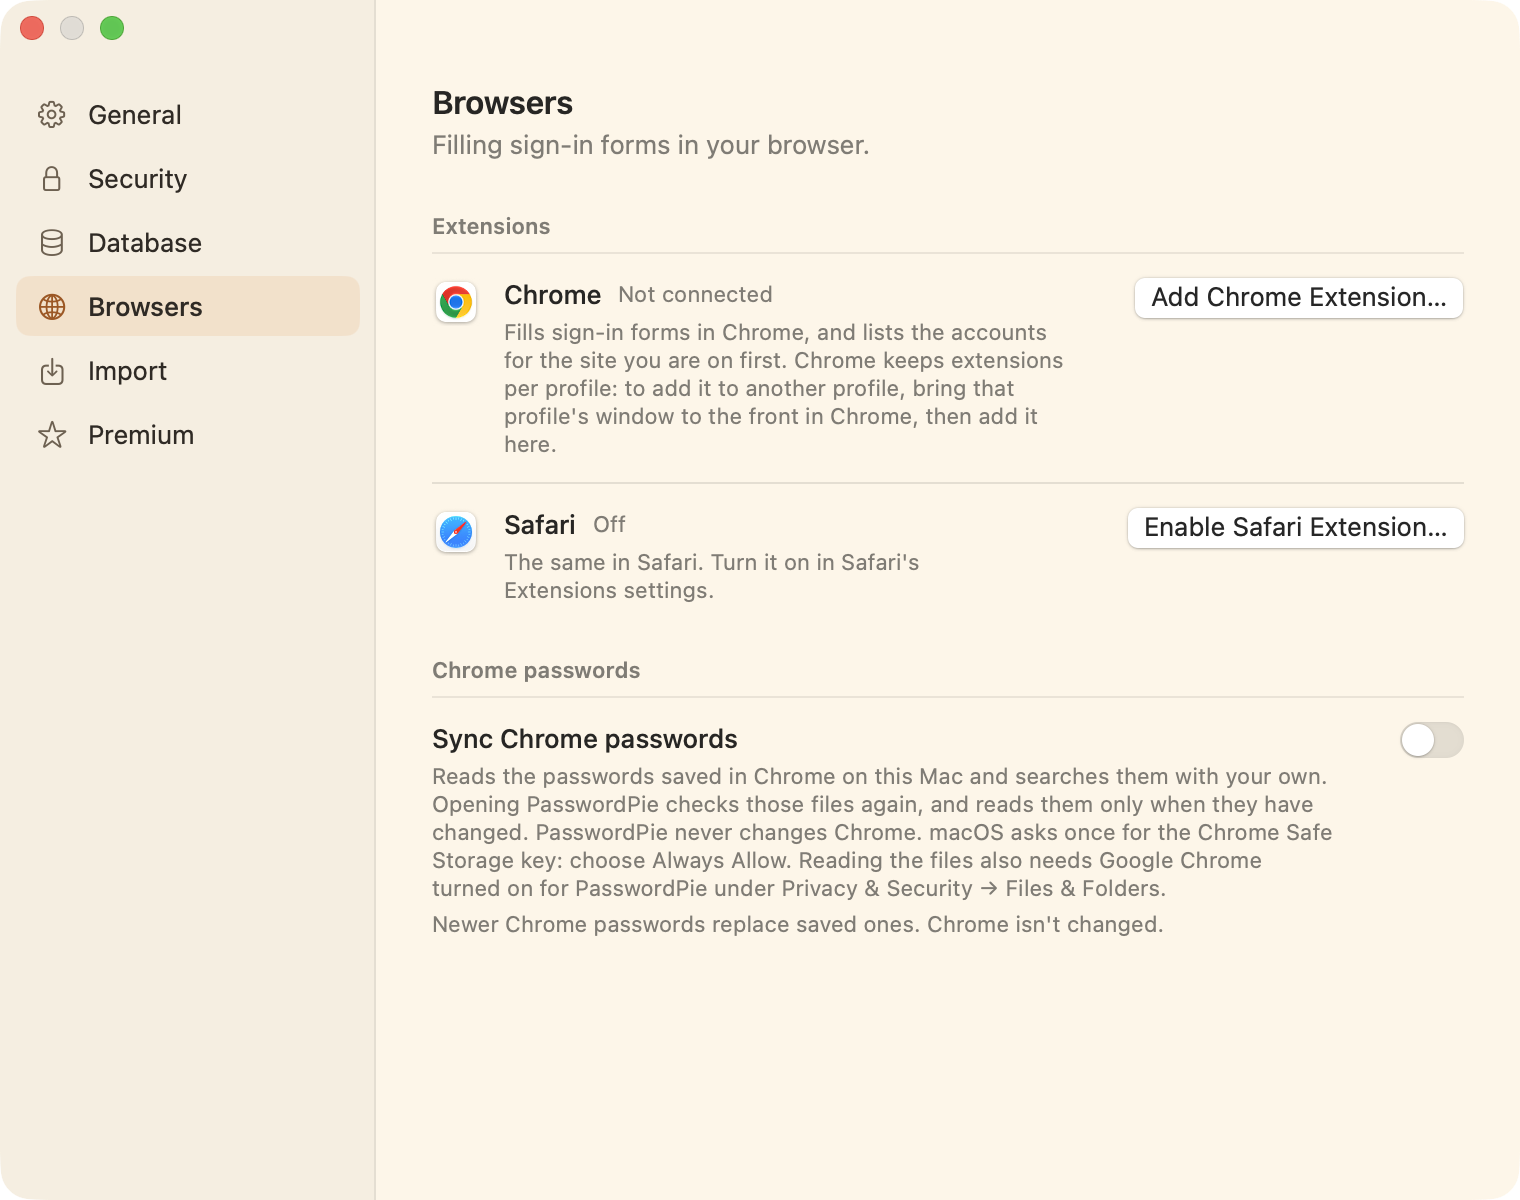 General
Security
Database
Browsers
Import
Premium
Browsers
Filling sign-in forms in your browser.
Extensions
Chrome Not connected
Add Chrome Extension...
Fills sign-in forms in Chrome, and lists the accounts
for the site you are on first. Chrome keeps extensions
per profile: to add it to another profile, bring that
profile's window to the front in Chrome, then add it
here.
Safari Off
Enable Safari Extension...
The same in Safari. Turn it on in Safari's
Extensions settings.
Chrome passwords
Sync Chrome passwords
Reads the passwords saved in Chrome on this Mac and searches them with your own.
Opening PasswordPie checks those files again, and reads them only when they have
changed. PasswordPie never changes Chrome. macOS asks once for the Chrome Safe
Storage key: choose Always Allow. Reading the files also needs Google Chrome
turned on for PasswordPie under Privacy & Security → Files & Folders.
Newer Chrome passwords replace saved ones. Chrome isn't changed.